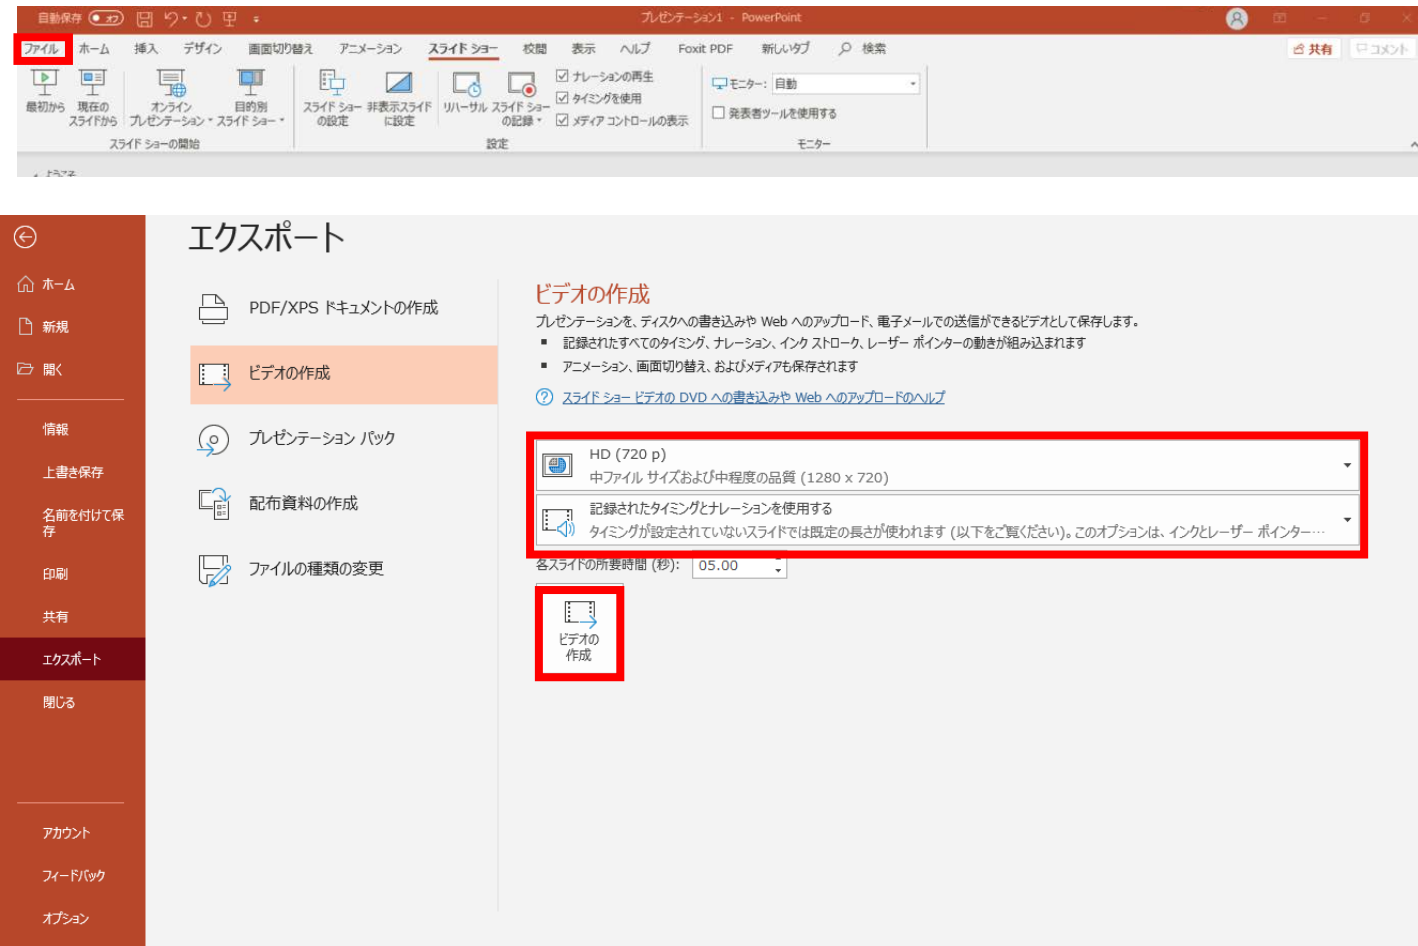 自動保存 オフ
プレゼンテーション1 - PowerPoint
ファイル ホーム 挿入 デザイン 画面切り替え アニメーション スライド ショー 校閲 表示 ヘルプ Foxit PDF 新しいタブ 検索
共有 コメント
最初から
現在の
スライドから
オンライン
プレゼンテーション
目的別
スライド ショー
スライド ショーの開始
スライド ショー
の設定
非表示スライド
に設定
リハーサル
スライド ショー
の記録
ナレーションの再生
タイミングを使用
メディア コントロールの表示
設定
モニター: 自動
発表者ツールを使用する
モニター
ようこそ
ホーム
新規
開く
情報
上書き保存
名前を付けて保
存
印刷
共有
エクスポート
閉じる
アカウント
フィードバック
オプション
エクスポート
PDF/XPS ドキュメントの作成
ビデオの作成
プレゼンテーション パック
配布資料の作成
ファイルの種類の変更
ビデオの作成
プレゼンテーションを、ディスクへの書き込みや Web へのアップロード、電子メールでの送信ができるビデオとして保存します。
■ 記録されたすべてのタイミング、ナレーション、インク ストローク、レーザー ポインターの動きが組み込まれます
■ アニメーション、画面切り替え、およびメディアも保存されます
? スライド ショー ビデオの DVD への書き込みや Web へのアップロードのヘルプ
HD (720 p)
中ファイル サイズおよび中程度の品質 (1280 x 720)
記録されたタイミングとナレーションを使用する
タイミングが設定されていないスライドでは既定の長さが使われます (以下をご覧ください)。このオプションは、インクとレーザー ポインター…
各スライドの所要時間 (秒): 05.00
ビデオの
作成